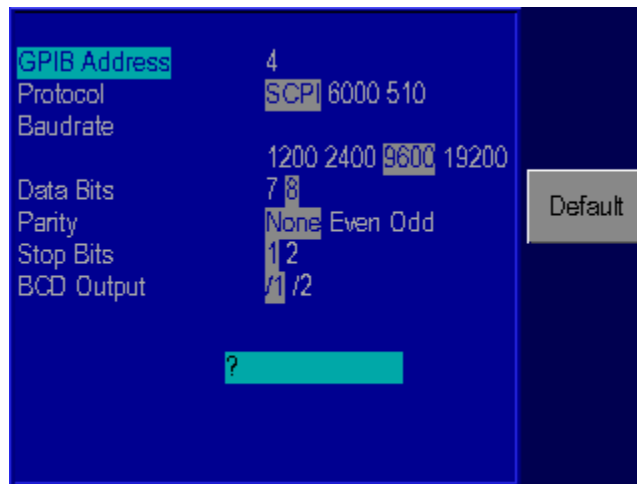 GPIB Address 4
Protocol SCPI 6000 510
Baudrate
1200 2400 9600 19200
Data Bits 7 8
Parity None Even Odd
Stop Bits 1 2
BCD Output /1 /2
Default
?